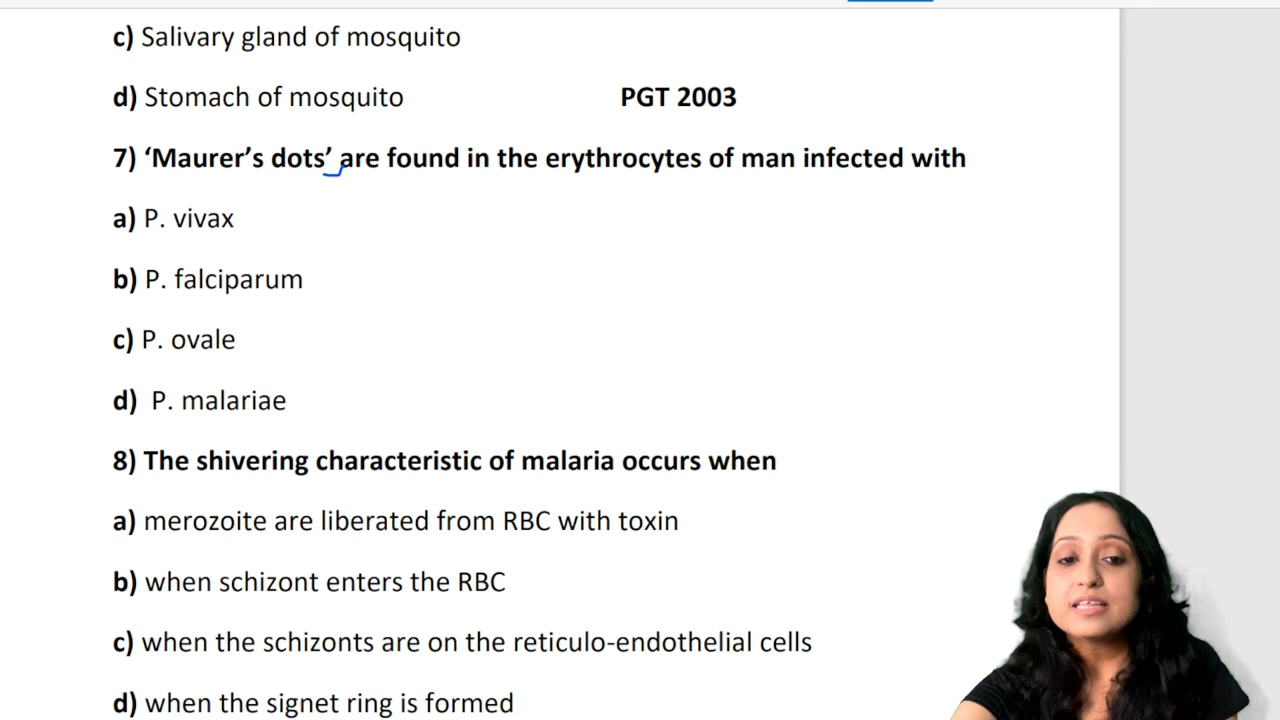 c) Salivary gland of mosquito
d) Stomach of mosquito PGT 2003
7) ‘Maurer’s dots’ are found in the erythrocytes of man infected with
a) P. vivax
b) P. falciparum
c) P. ovale
d) P. malariae
8) The shivering characteristic of malaria occurs when
a) merozoite are liberated from RBC with toxin
b) when schizont enters the RBC
c) when the schizonts are on the reticulo-endothelial cells
d) when the signet ring is formed